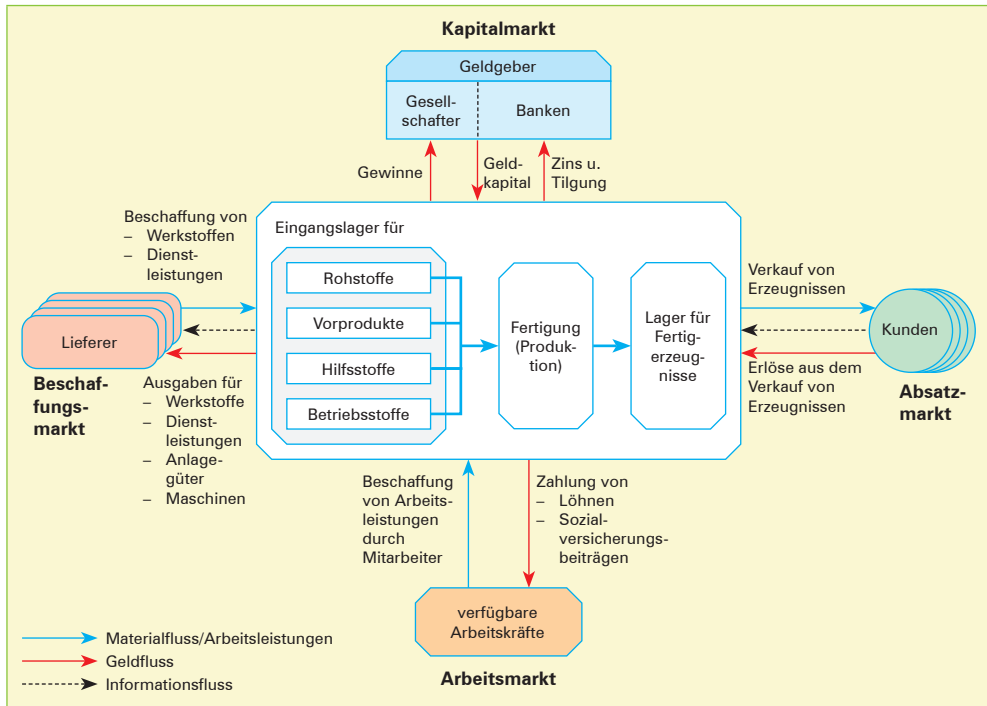 Kapitalmarkt
Geldgeber
Gesell-
schafter
Banken
Gewinne
Geld-
kapital
Zins u.
Tilgung
Beschaffung von
– Werkstoffen
– Dienst-
leistungen
Eingangslager für
Rohstoffe
Vorprodukte
Hilfsstoffe
Betriebsstoffe
Fertigung
(Produk-
tion)
Lager für
Fertig-
erzeug-
nisse
Verkauf von
Erzeugnissen
Lieferer
Kunden
Beschaf-
fungs-
markt
Ausgaben für
– Werkstoffe
– Dienst-
leistungen
– Anlage-
güter
– Maschinen
Erlöse aus dem
Verkauf von
Erzeugnissen
Absatz-
markt
Beschaffung
von Arbeits-
leistungen
durch
Mitarbeiter
Zahlung von
– Löhnen
– Sozial-
versicherungs-
beiträgen
verfügbare
Arbeitskräfte
Arbeitsmarkt
Materialfluss/Arbeitsleistungen
Geldfluss
Informationsfluss